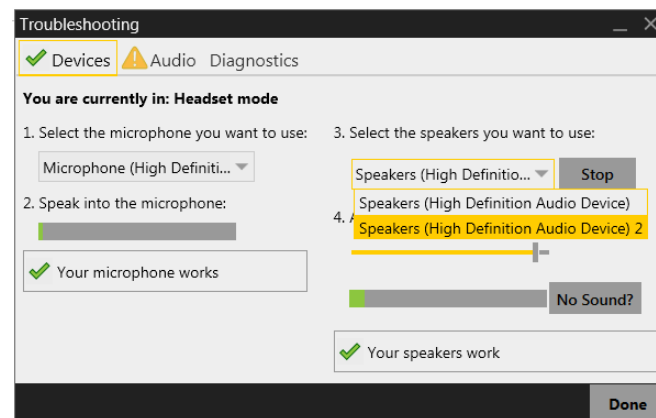 Troubleshooting
Devices
Audio
Diagnostics
You are currently in: Headset mode
1. Select the microphone you want to use:
Microphone (High Definiti...
2. Speak into the microphone:
Your microphone works
3. Select the speakers you want to use:
Speakers (High Definitio...
Stop
Speakers (High Definition Audio Device)
Speakers (High Definition Audio Device) 2
4.
No Sound?
Your speakers work
Done